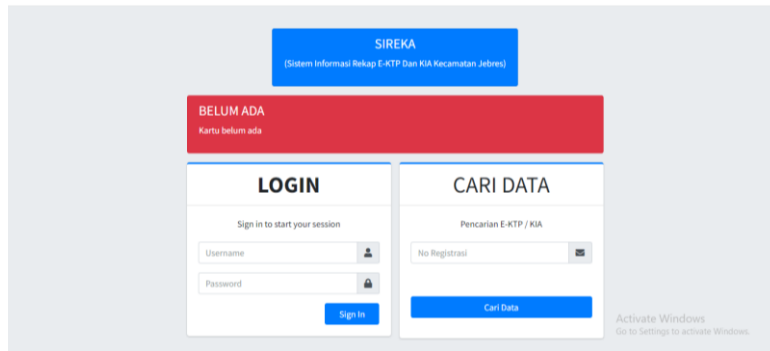 SIREKA
(Sistem Informasi Rekap E-KTP Dan KIA Kecamatan Jebres)
BELUM ADA
Kartu belum ada
LOGIN
Sign in to start your session
Username
Password
Sign In
CARI DATA
Pencarian E-KTP / KIA
No Registrasi
Cari Data
Activate Windows
Go to Settings to activate Windows.